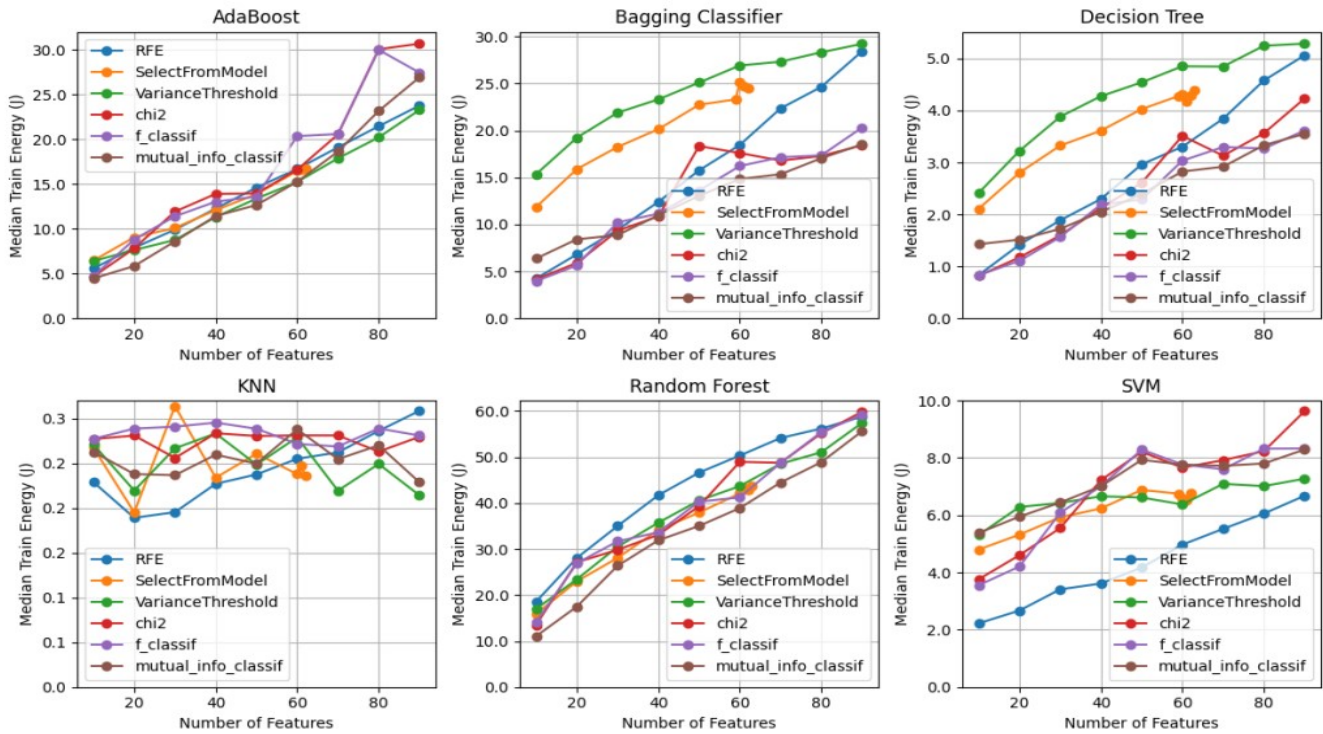 AdaBoost
Median Train Energy (J)
30.0
25.0
20.0
15.0
10.0
5.0
0.0
RFE
SelectFromModel
VarianceThreshold
chi2
f_classif
mutual_info_classif
20 40 60 80
Number of Features
Bagging Classifier
Median Train Energy (J)
30.0
25.0
20.0
15.0
10.0
5.0
0.0
RFE
SelectFromModel
VarianceThreshold
chi2
f_classif
mutual_info_classif
20 40 60 80
Number of Features
Decision Tree
Median Train Energy (J)
5.0
4.0
3.0
2.0
1.0
0.0
RFE
SelectFromModel
VarianceThreshold
chi2
f_classif
mutual_info_classif
20 40 60 80
Number of Features
KNN
Median Train Energy (J)
0.3
0.2
0.2
0.2
0.1
0.1
0.0
RFE
SelectFromModel
VarianceThreshold
chi2
f_classif
mutual_info_classif
20 40 60 80
Number of Features
Random Forest
Median Train Energy (J)
60.0
50.0
40.0
30.0
20.0
10.0
0.0
RFE
SelectFromModel
VarianceThreshold
chi2
f_classif
mutual_info_classif
20 40 60 80
Number of Features
SVM
Median Train Energy (J)
10.0
8.0
6.0
4.0
2.0
0.0
RFE
SelectFromModel
VarianceThreshold
chi2
f_classif
mutual_info_classif
20 40 60 80
Number of Features